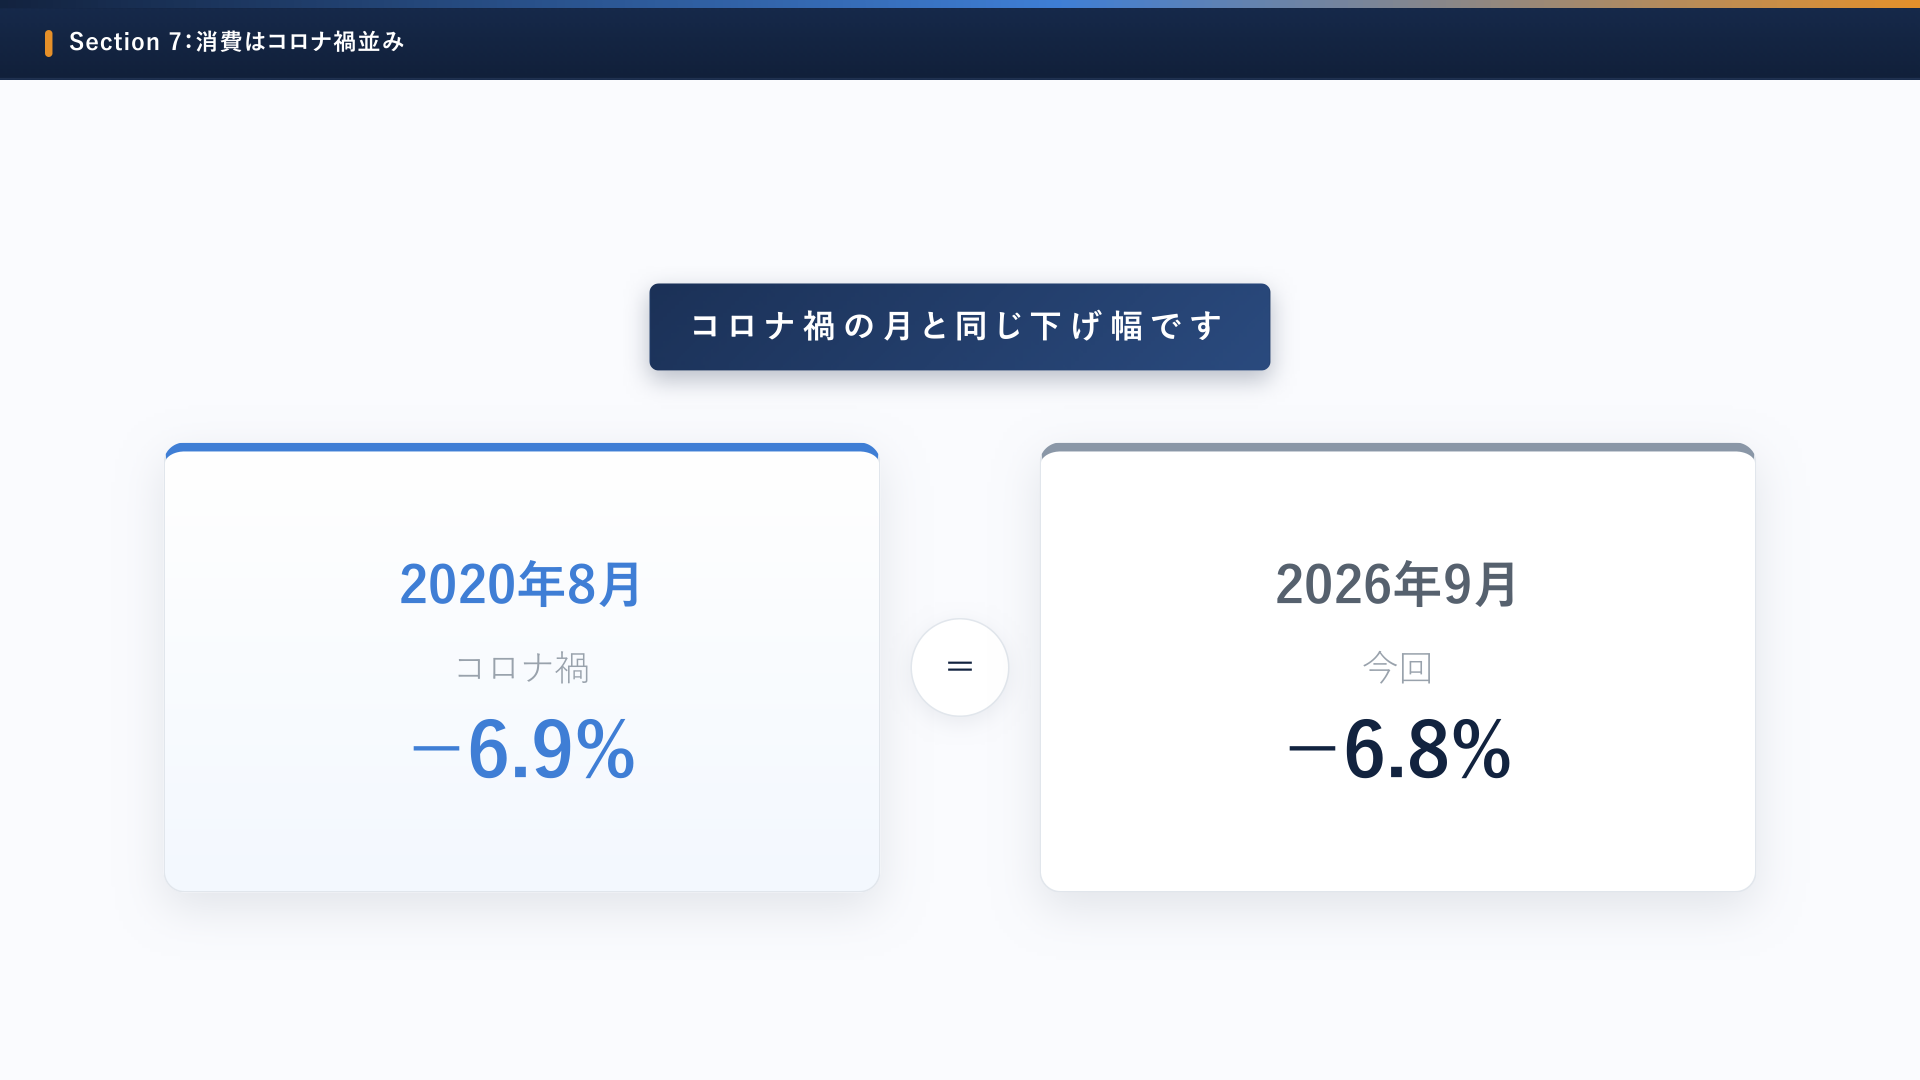 Section 7：消費はコロナ禍並み
コロナ禍の月と同じ下げ幅です
2020年8月
コロナ禍
－6.9%
＝
2026年9月
今回
－6.8%